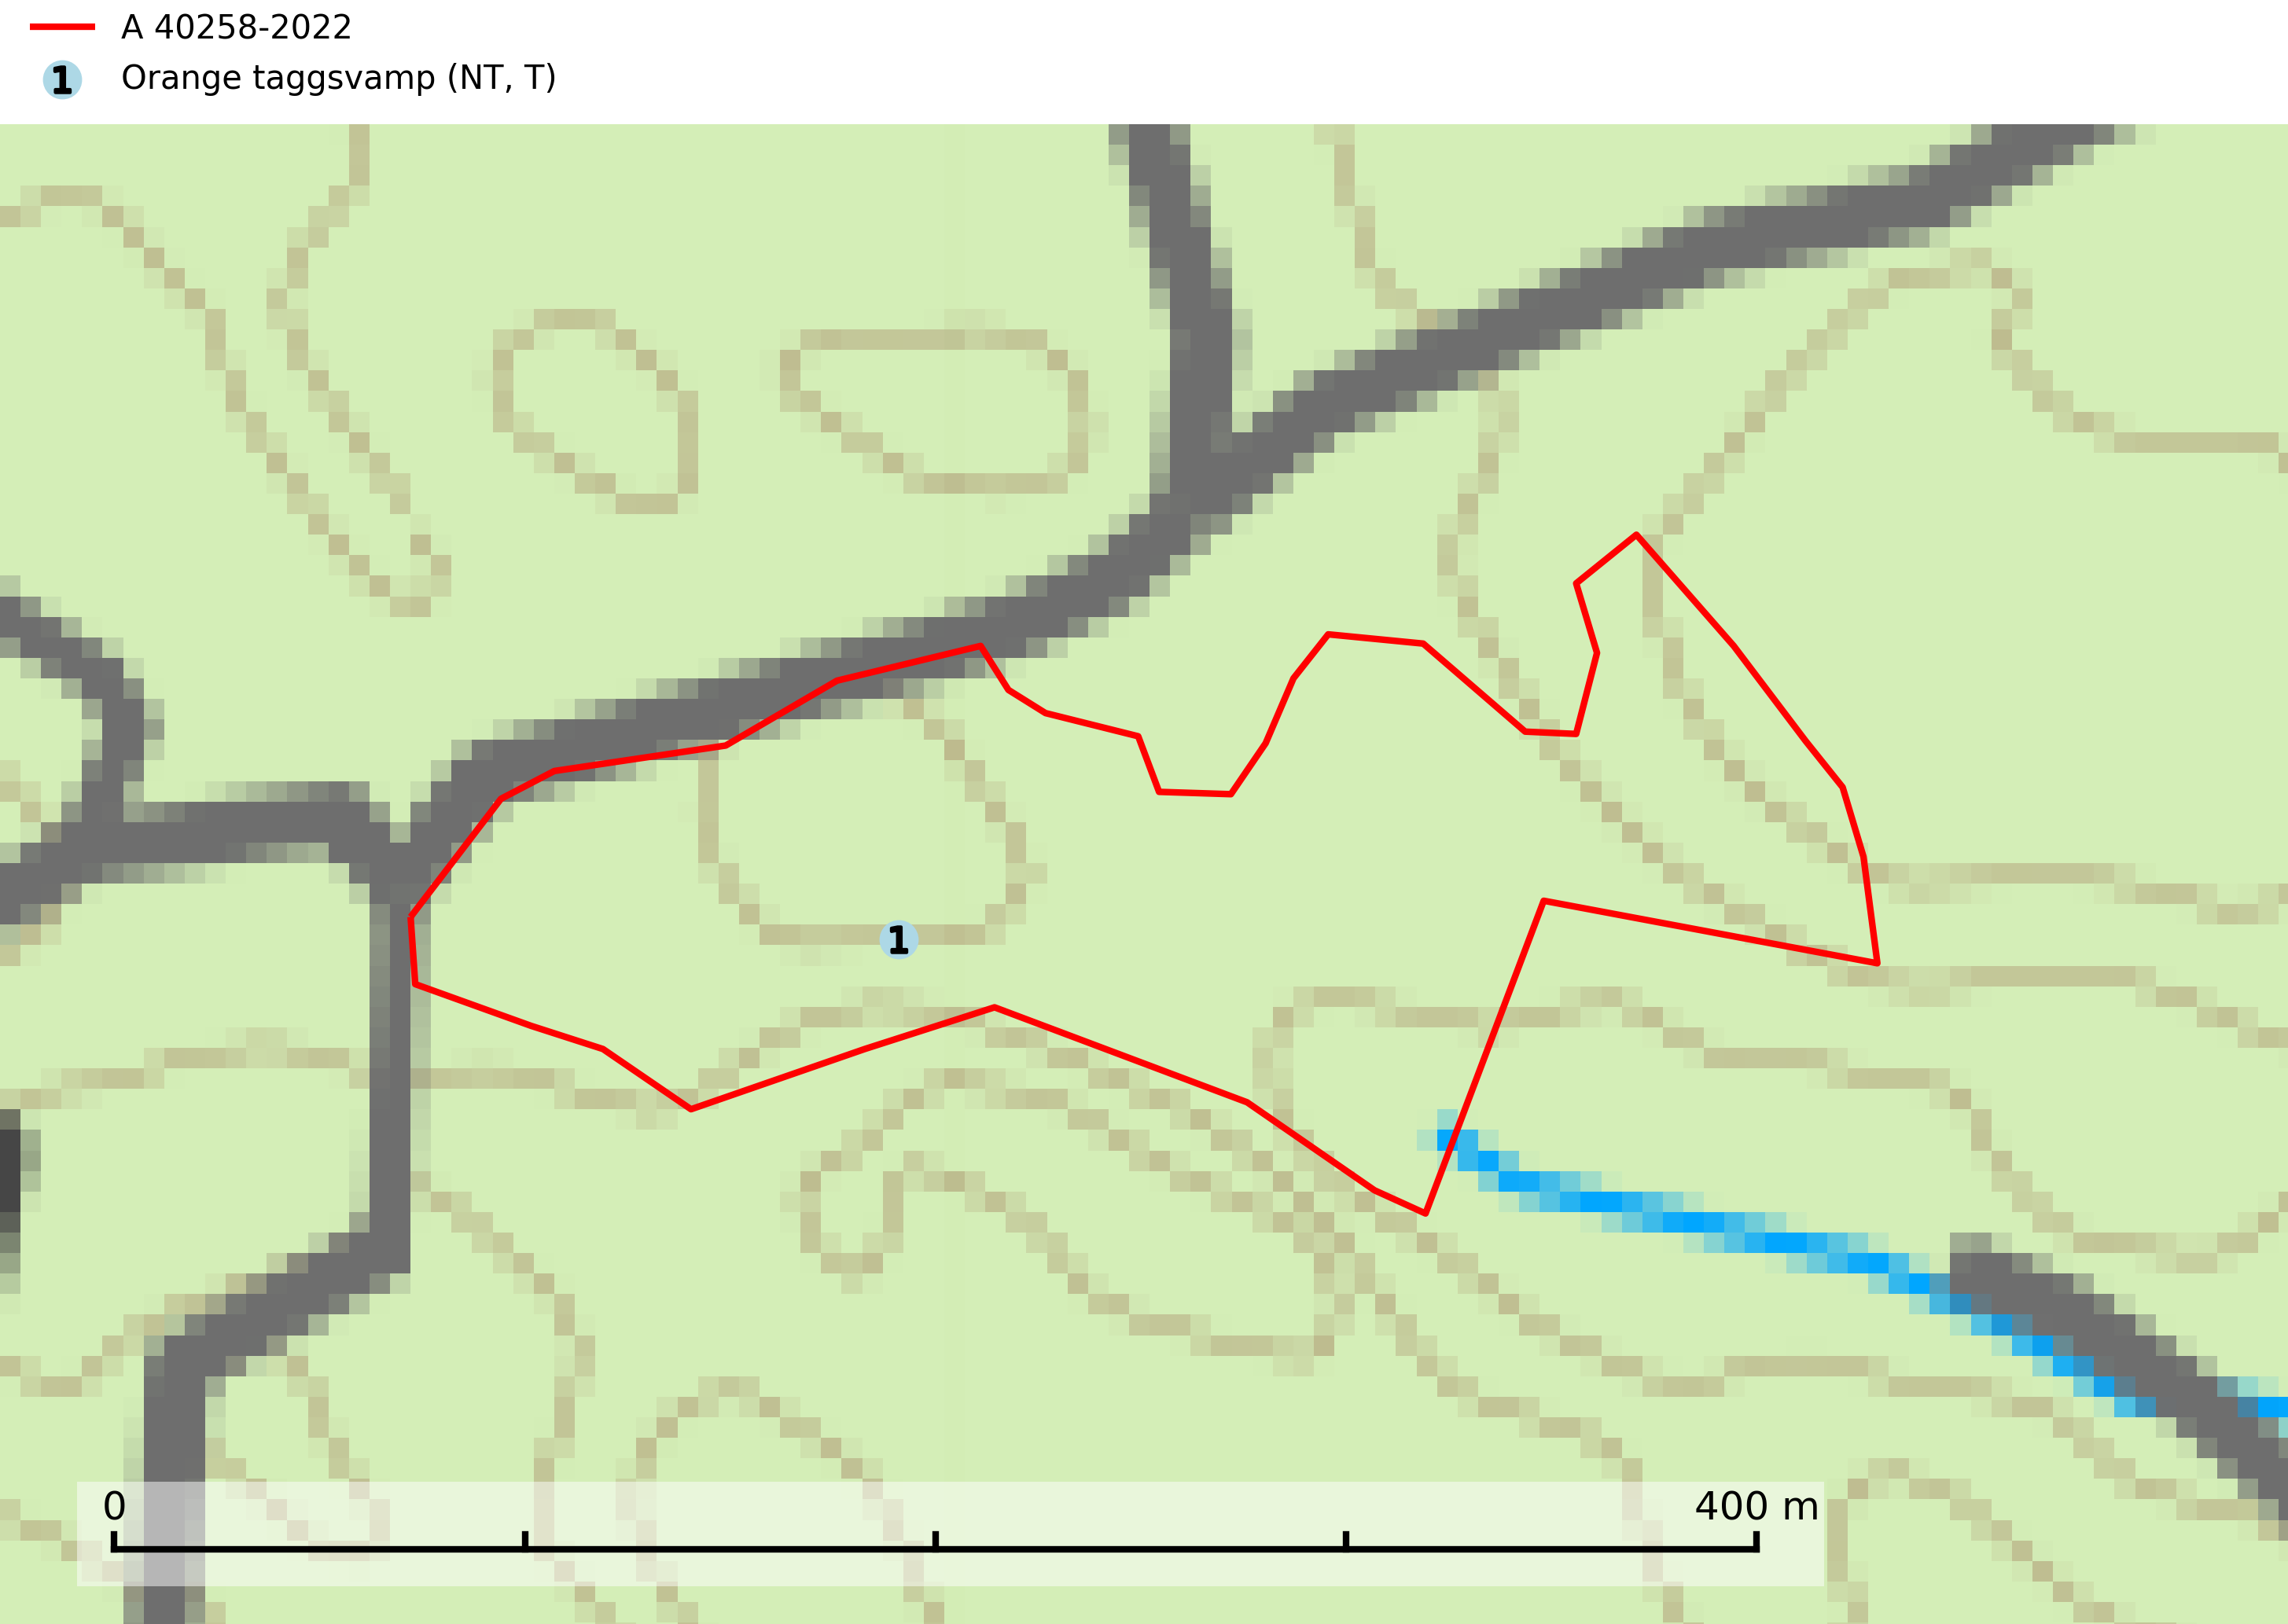 A 40258-2022
1 Orange taggsvamp (NT, T)
1
0 400 m